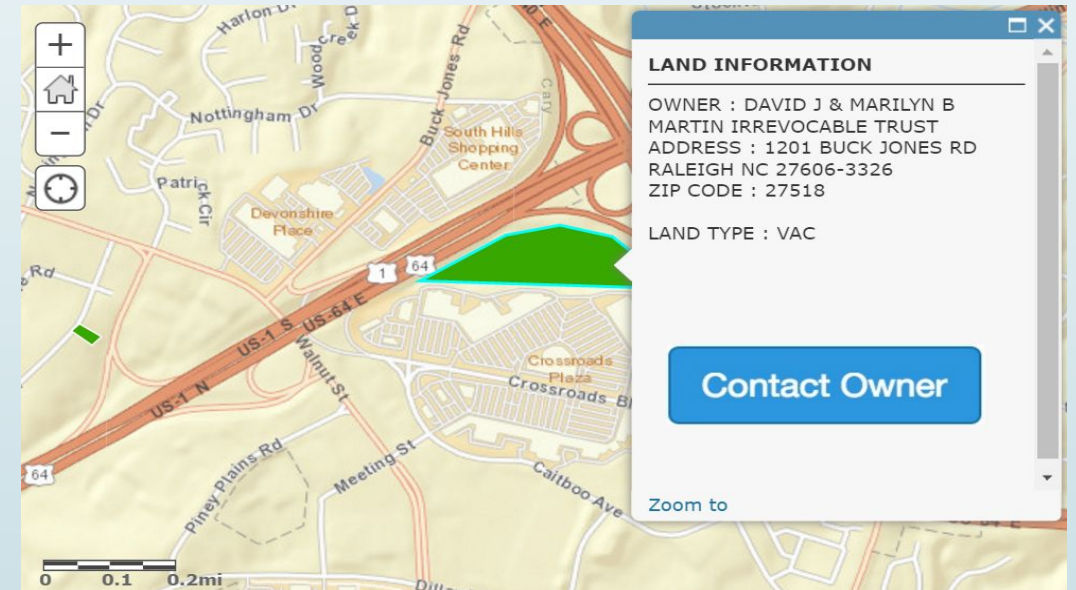 Harlon Dr
Creek
Buck Jones Rd
Cary
Nottingham Dr
South Hills
Shopping
Center
Patrick Cir
Devonshire
Place
Rd
1
64
US-1 S
US-64 E
US-1 N
Walnut St
Crossroads
Plaza
Crossroads Bl
64
Piney Plains Rd
Meeting St
Caitboo Ave
0 0.1 0.2mi
LAND INFORMATION
OWNER : DAVID J & MARILYN B
MARTIN IRREVOCABLE TRUST
ADDRESS : 1201 BUCK JONES RD
RALEIGH NC 27606-3326
ZIP CODE : 27518
LAND TYPE : VAC
Contact Owner
Zoom to